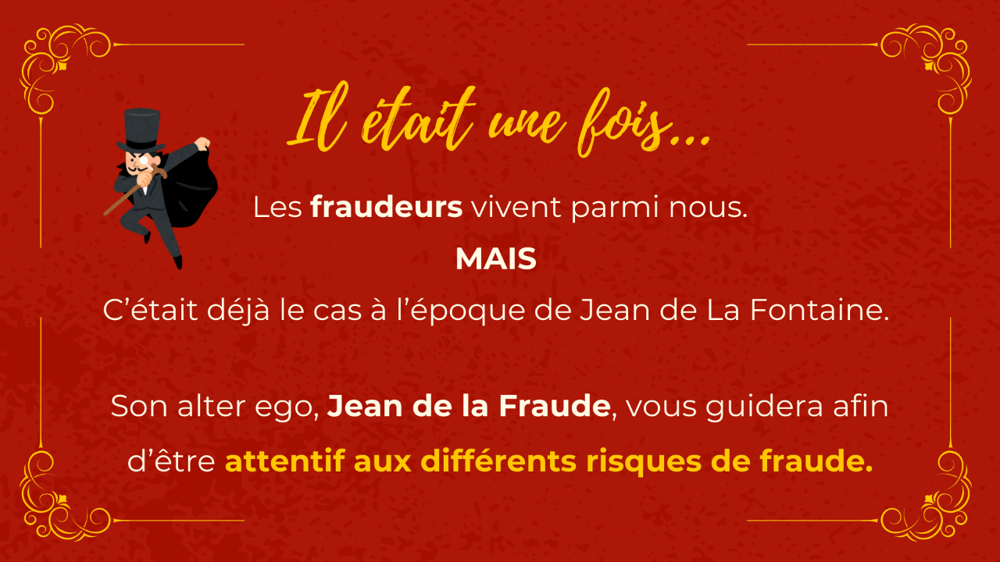 Il était une fois...
Les fraudeurs vivent parmi nous.
MAIS
C’était déjà le cas à l’époque de Jean de La Fontaine.
Son alter ego, Jean de la Fraude, vous guidera afin
d’être attentif aux différents risques de fraude.